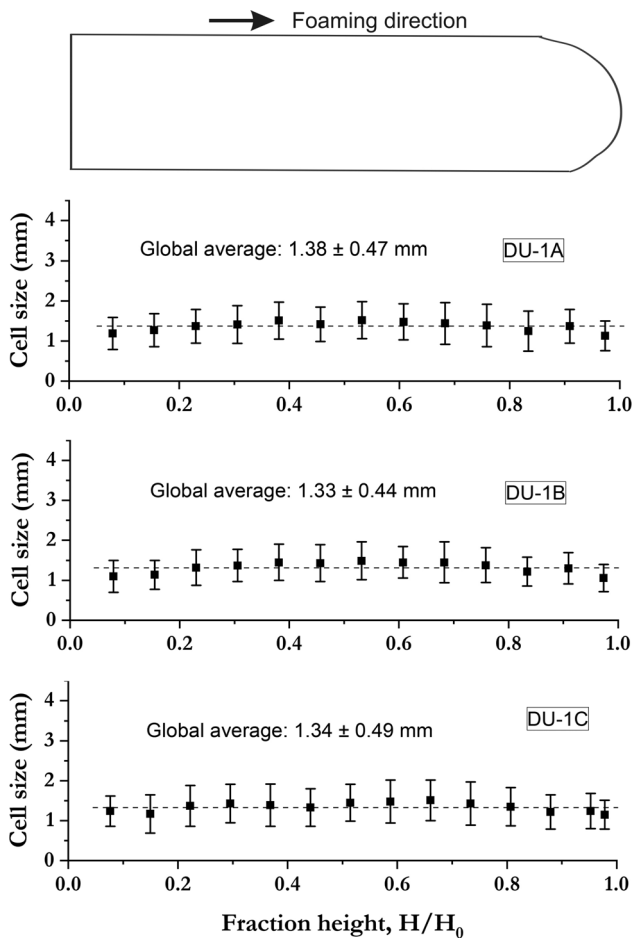 Foaming direction
4
3
2
1
0
Cell size (mm)
Global average: 1.38 ± 0.47 mm
DU-1A
0.0 0.2 0.4 0.6 0.8 1.0
4
3
2
1
0
Cell size (mm)
Global average: 1.33 ± 0.44 mm
DU-1B
0.0 0.2 0.4 0.6 0.8 1.0
4
3
2
1
0
Cell size (mm)
Global average: 1.34 ± 0.49 mm
DU-1C
0.0 0.2 0.4 0.6 0.8 1.0
Fraction height, H/H₀